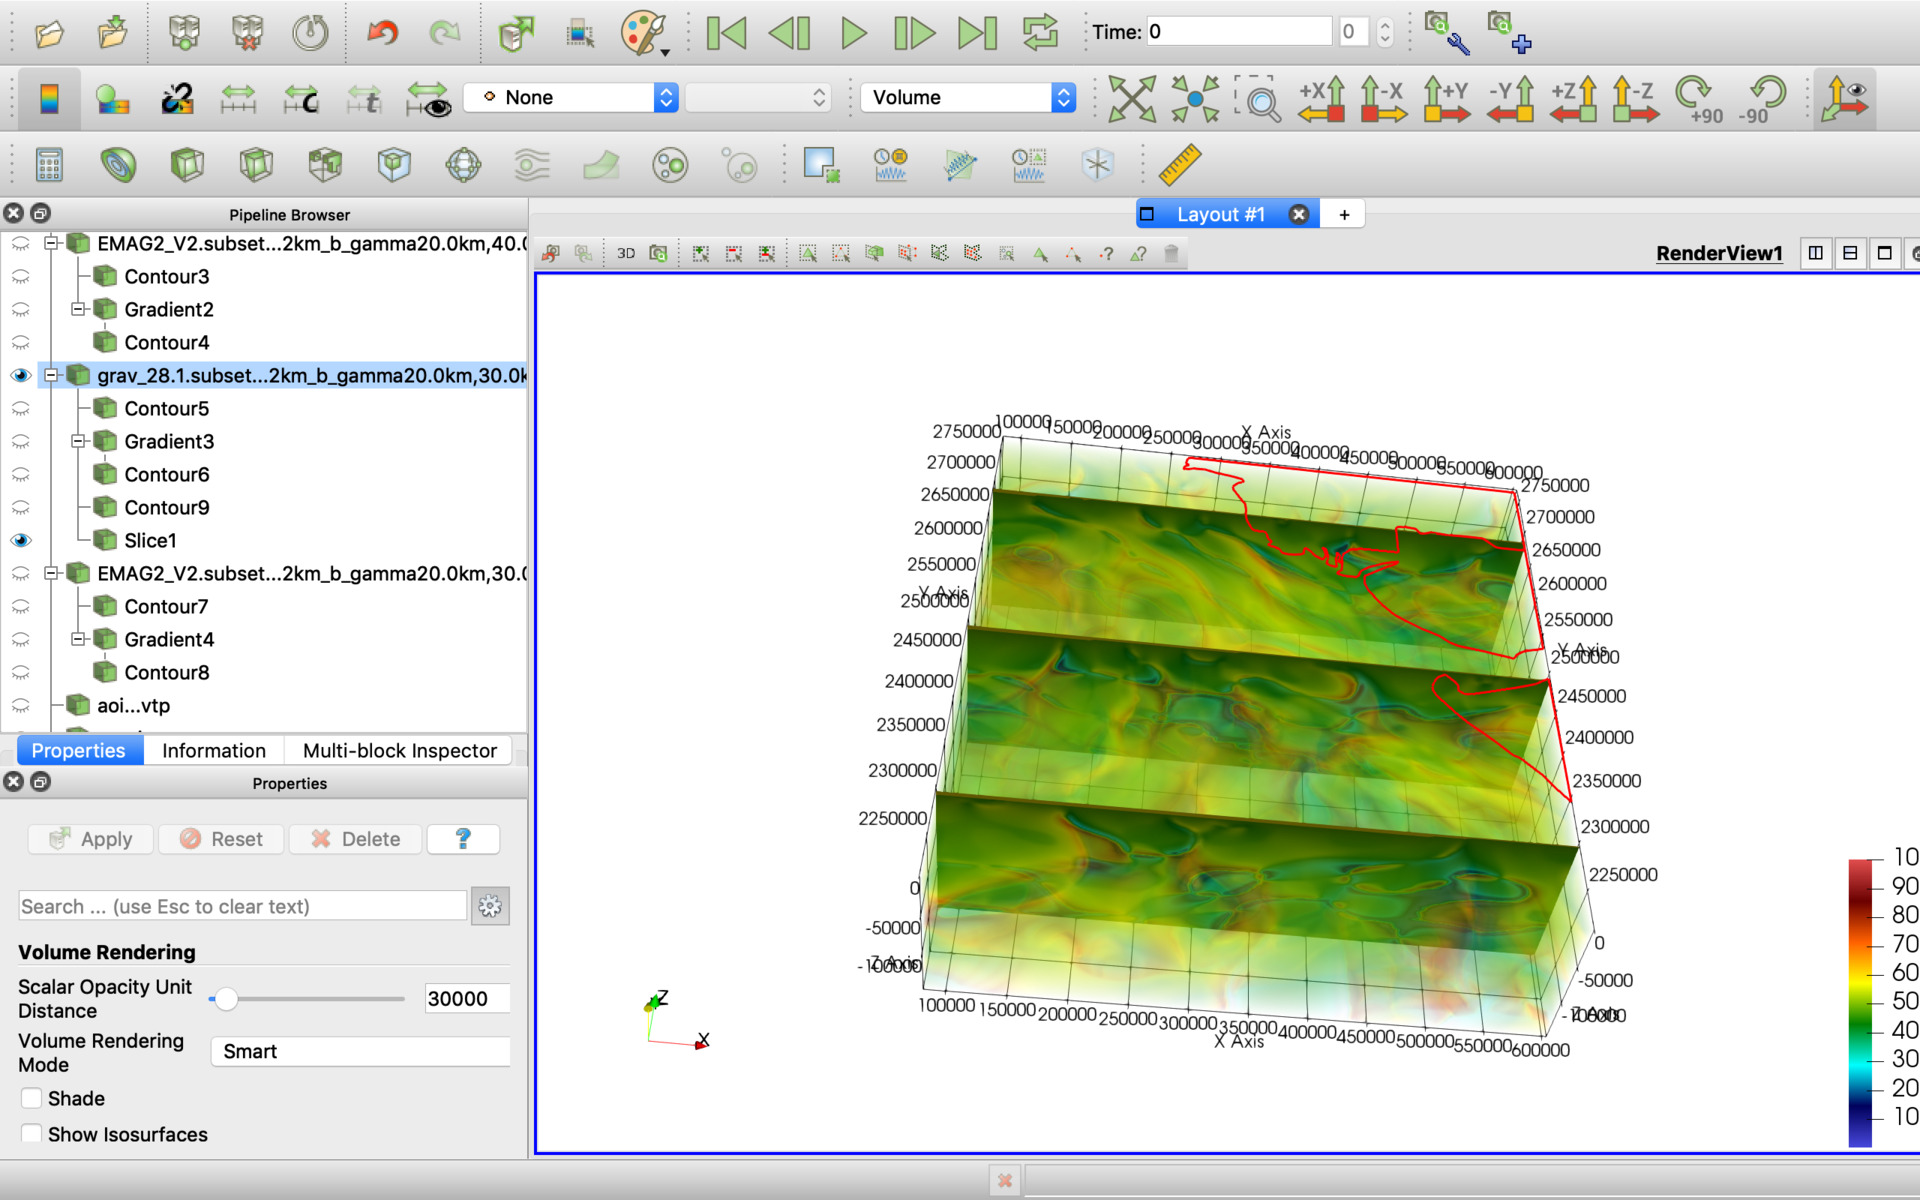 Time: 0
0
None
Volume
+X
-X
+Y
-Y
+Z
-Z
+90
-90
Pipeline Browser
EMAG2_V2.subset...2km_b_gamma20.0km,40.0
Contour3
Gradient2
Contour4
grav_28.1.subset...2km_b_gamma20.0km,30.0k
Contour5
Gradient3
Contour6
Contour9
Slice1
EMAG2_V2.subset...2km_b_gamma20.0km,30.0
Contour7
Gradient4
Contour8
aoi...vtp
Properties
Information
Multi-block Inspector
Properties
Apply
Reset
Delete
?
Search ... (use Esc to clear text)
Volume Rendering
Scalar Opacity Unit
Distance
30000
Volume Rendering
Mode
Smart
Shade
Show Isosurfaces
Layout #1
+
3D
RenderView1
X Axis
100000
150000
200000
250000
300000
350000
400000
450000
500000
550000
600000
2750000
2700000
2650000
2600000
2550000
2500000
Y Axis
2450000
2400000
2350000
2300000
2250000
0
-50000
-100000
Z Axis
2750000
2700000
2650000
2600000
2550000
2500000
Y Axis
2450000
2400000
2350000
2300000
2250000
0
-50000
-100000
Z Axis
100000
150000
200000
250000
300000
350000
400000
450000
500000
550000
600000
X Axis
Z
X
10
90
80
70
60
50
40
30
20
10